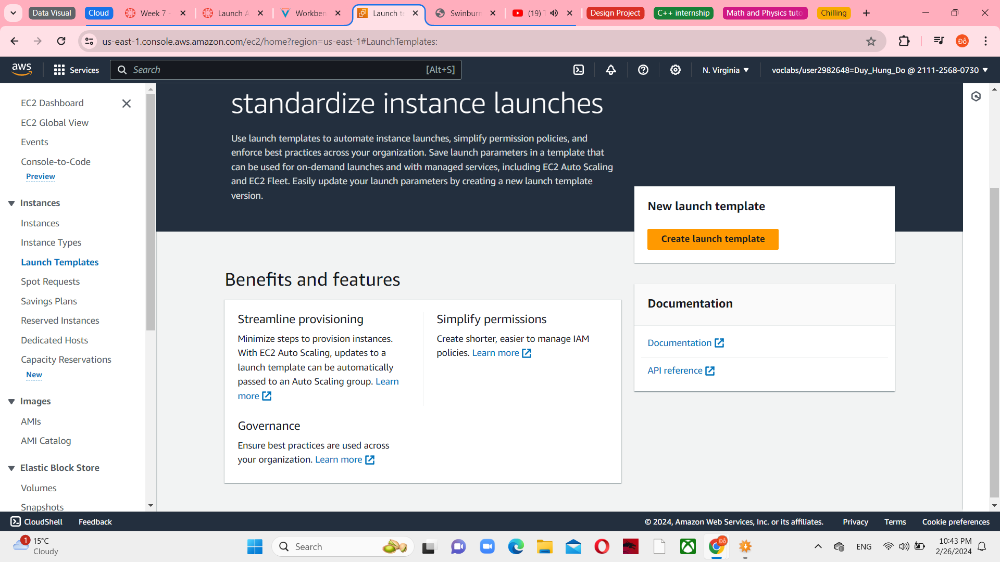 Data Visual
Cloud
Week 7 -
Launch A
Workben
Launch te
Swinburn
(19) T
Design Project
C++ internship
Math and Physics tuto
Chilling
us-east-1.console.aws.amazon.com/ec2/home?region=us-east-1#LaunchTemplates:
Đỗ
aws
Services
Search
[Alt+S]
N. Virginia
voclabs/user2982648=Duy_Hung_Do @ 2111-2568-0730
EC2 Dashboard
EC2 Global View
Events
Console-to-Code
Preview
Instances
Instances
Instance Types
Launch Templates
Spot Requests
Savings Plans
Reserved Instances
Dedicated Hosts
Capacity Reservations
New
Images
AMIs
AMI Catalog
Elastic Block Store
Volumes
Snapshots
standardize instance launches
Use launch templates to automate instance launches, simplify permission policies, and
enforce best practices across your organization. Save launch parameters in a template that
can be used for on-demand launches and with managed services, including EC2 Auto Scaling
and EC2 Fleet. Easily update your launch parameters by creating a new launch template
version.
New launch template
Create launch template
Benefits and features
Streamline provisioning
Minimize steps to provision instances.
With EC2 Auto Scaling, updates to a
launch template can be automatically
passed to an Auto Scaling group. Learn
more
Simplify permissions
Create shorter, easier to manage IAM
policies. Learn more
Governance
Ensure best practices are used across
your organization. Learn more
Documentation
Documentation
API reference
CloudShell
Feedback
© 2024, Amazon Web Services, Inc. or its affiliates.
Privacy
Terms
Cookie preferences
1
15°C
Cloudy
Search
Đỗ
ENG
10:43 PM
2/26/2024